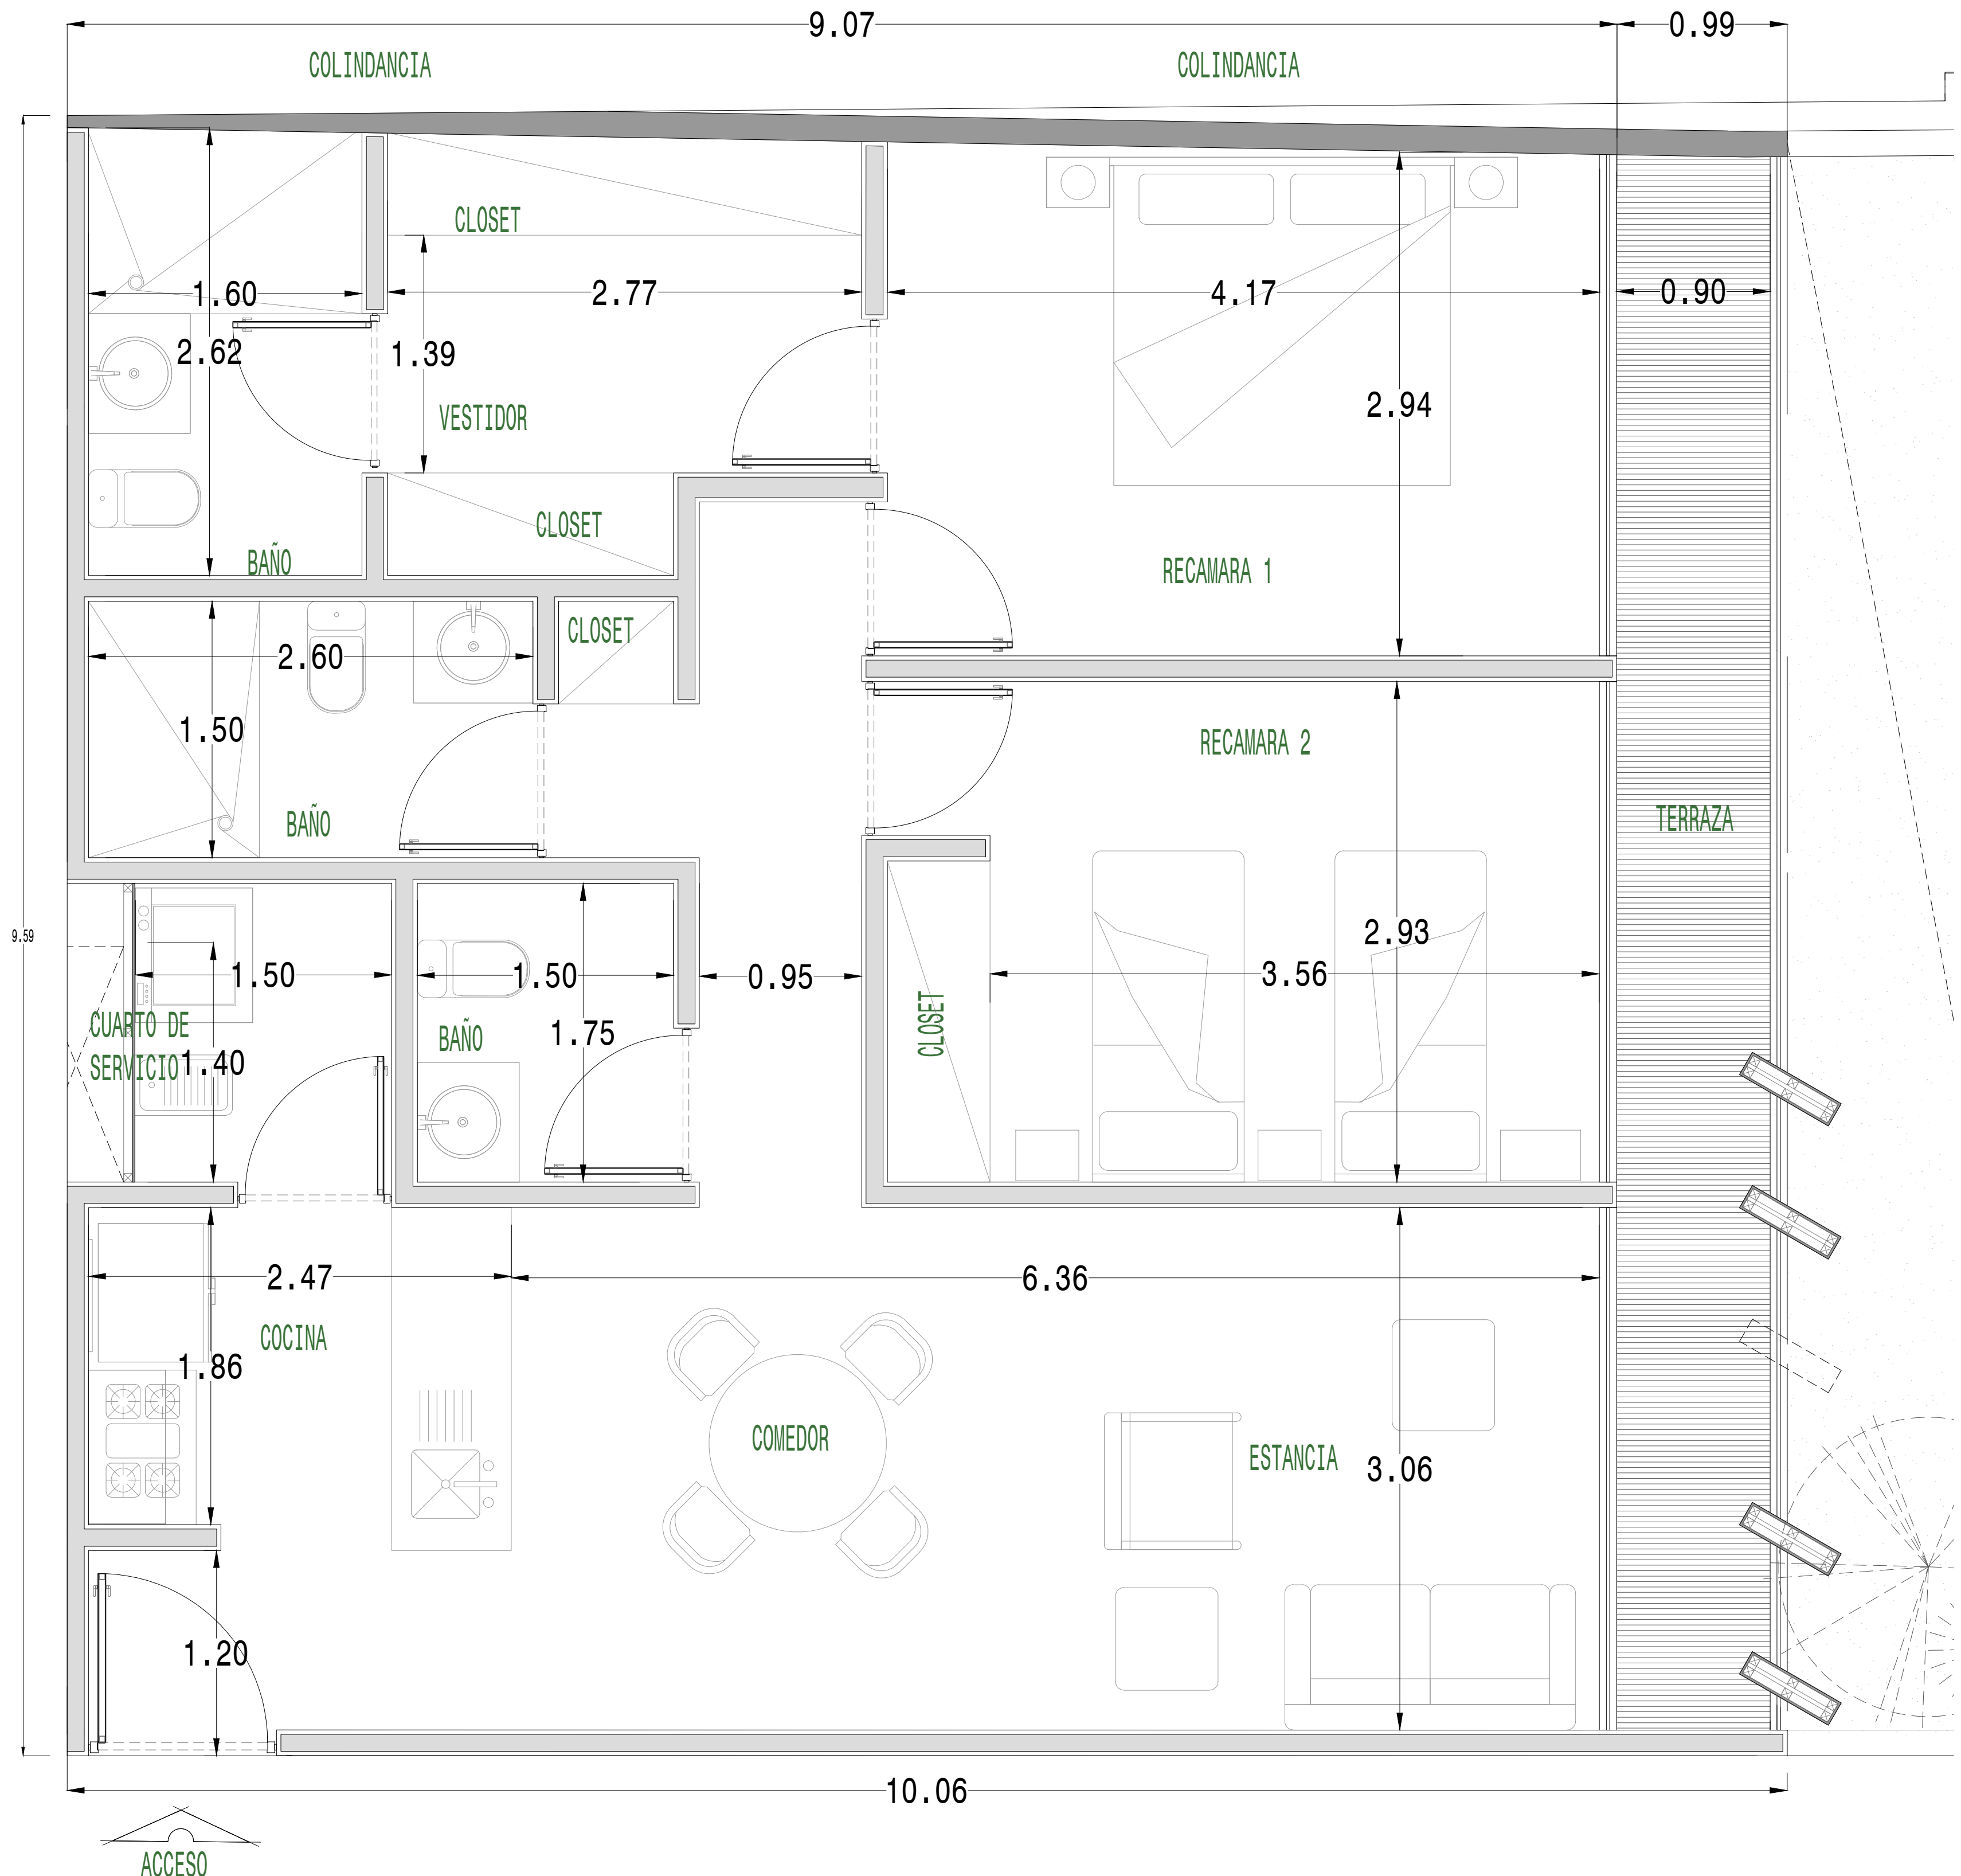 9.07
0.99
COLINDANCIA
COLINDANCIA
CLOSET
1.60
2.77
4.17
0.90
2.62
1.39
2.94
VESTIDOR
CLOSET
BAÑO
RECAMARA 1
CLOSET
2.60
1.50
RECAMARA 2
BAÑO
TERRAZA
9.59
2.93
1.50
1.50
0.95
3.56
CLOSET
CUARTO DE
SERVICIO
1.40
BAÑO
1.75
2.47
6.36
COCINA
1.86
COMEDOR
ESTANCIA
3.06
1.20
10.06
ACCESO